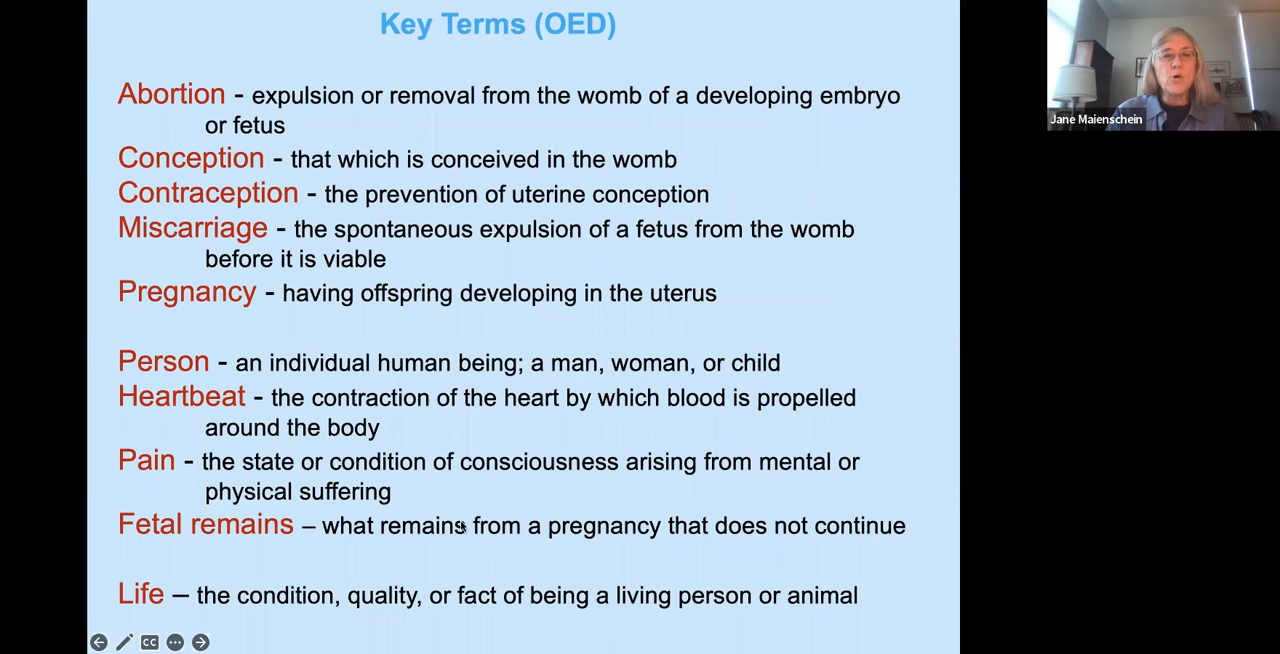 Key Terms (OED)
Abortion - expulsion or removal from the womb of a developing embryo
or fetus
Conception - that which is conceived in the womb
Contraception - the prevention of uterine conception
Miscarriage - the spontaneous expulsion of a fetus from the womb
before it is viable
Pregnancy - having offspring developing in the uterus
Person - an individual human being; a man, woman, or child
Heartbeat - the contraction of the heart by which blood is propelled
around the body
Pain - the state or condition of consciousness arising from mental or
physical suffering
Fetal remains – what remains from a pregnancy that does not continue
Life – the condition, quality, or fact of being a living person or animal
CC
Jane Maienschein